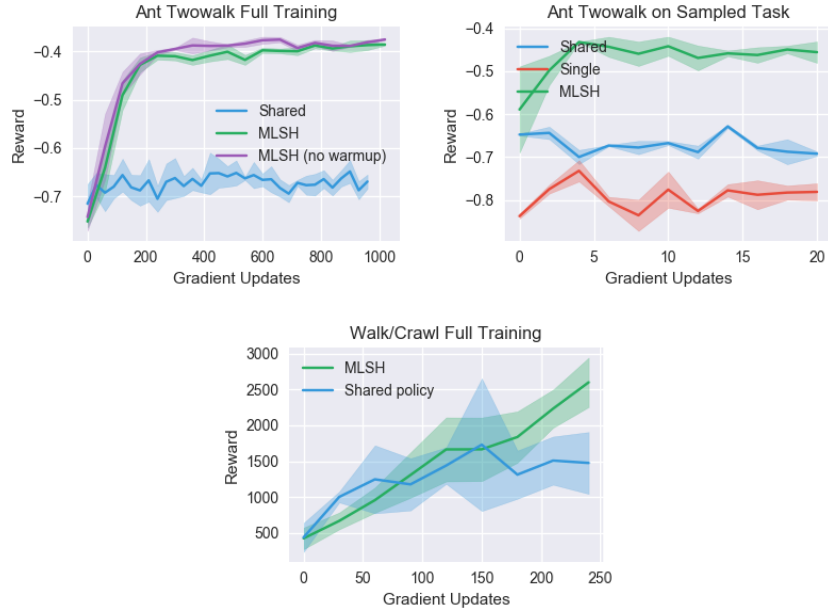 Ant Twowalk Full Training
−0.4
−0.5
−0.6
−0.7
Reward
Shared
MLSH
MLSH (no warmup)
0 200 400 600 800 1000
Gradient Updates
Ant Twowalk on Sampled Task
−0.4
−0.5
−0.6
−0.7
−0.8
Reward
Shared
Single
MLSH
0 5 10 15 20
Gradient Updates
Walk/Crawl Full Training
3000
2500
2000
1500
1000
500
Reward
MLSH
Shared policy
0 50 100 150 200 250
Gradient Updates